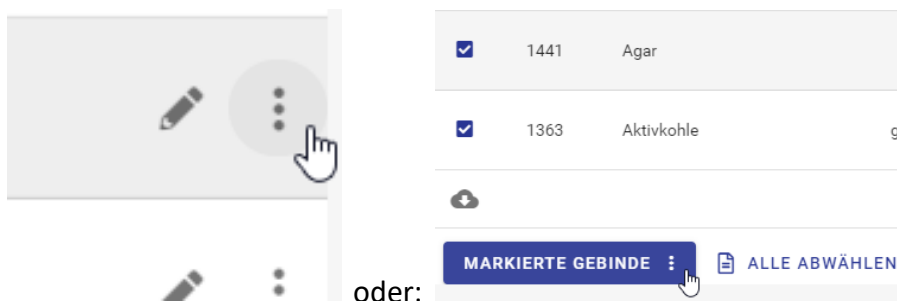 1441 Agar
1363 Aktivkohle
MARKIERTE GEBINDE ALLE ABWÄHLEN
oder: